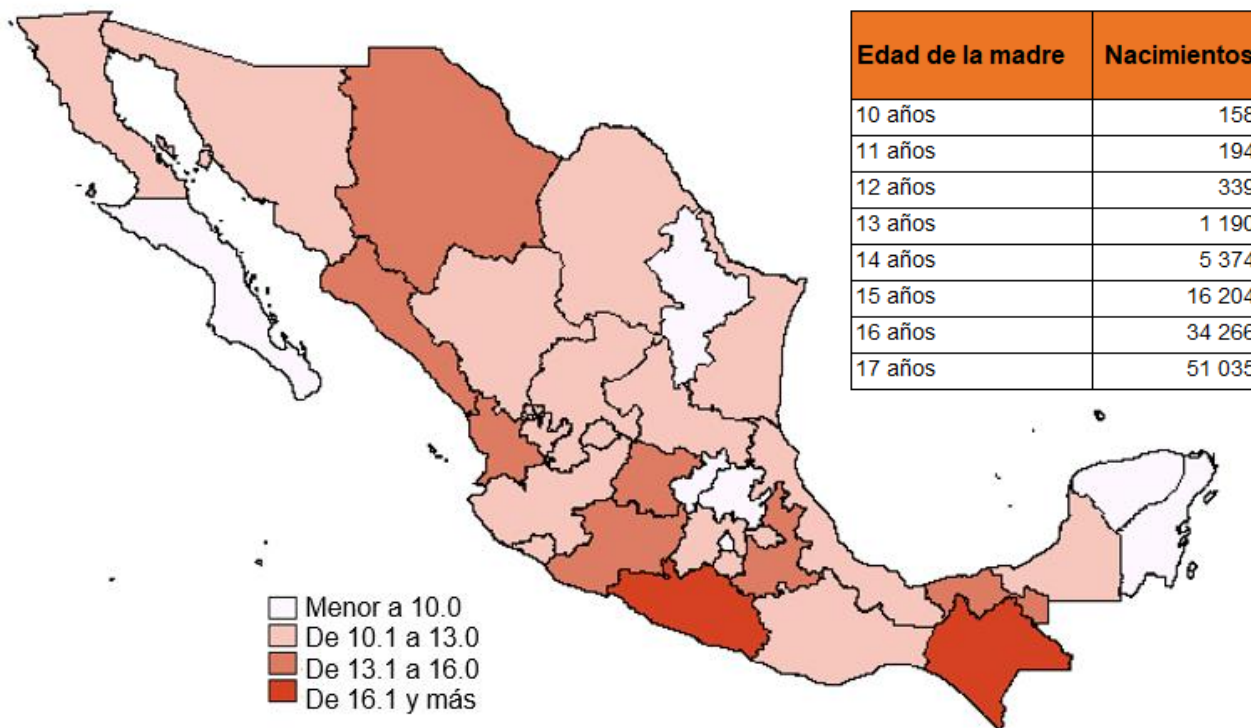 Edad de la madre Nacimientos
10 años 158
11 años 194
12 años 339
13 años 1 190
14 años 5 374
15 años 16 204
16 años 34 266
17 años 51 035
Menor a 10.0
De 10.1 a 13.0
De 13.1 a 16.0
De 16.1 y más